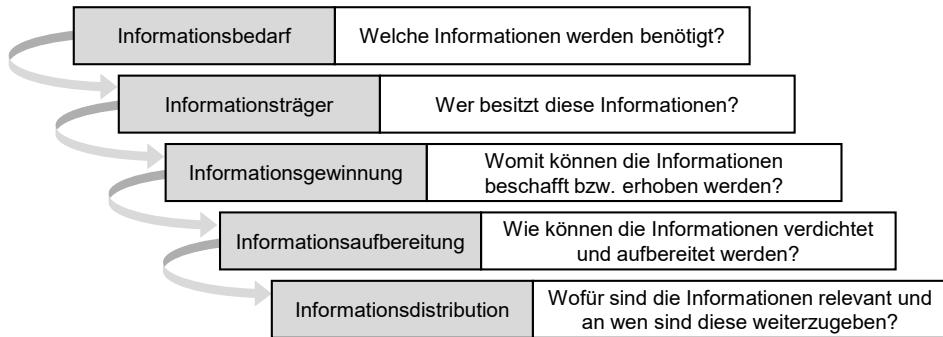 Informationsbedarf
Welche Informationen werden benötigt?
Informationsträger
Wer besitzt diese Informationen?
Informationsgewinnung
Womit können die Informationen
beschafft bzw. erhoben werden?
Informationsaufbereitung
Wie können die Informationen verdichtet
und aufbereitet werden?
Informationsdistribution
Wofür sind die Informationen relevant und
an wen sind diese weiterzugeben?